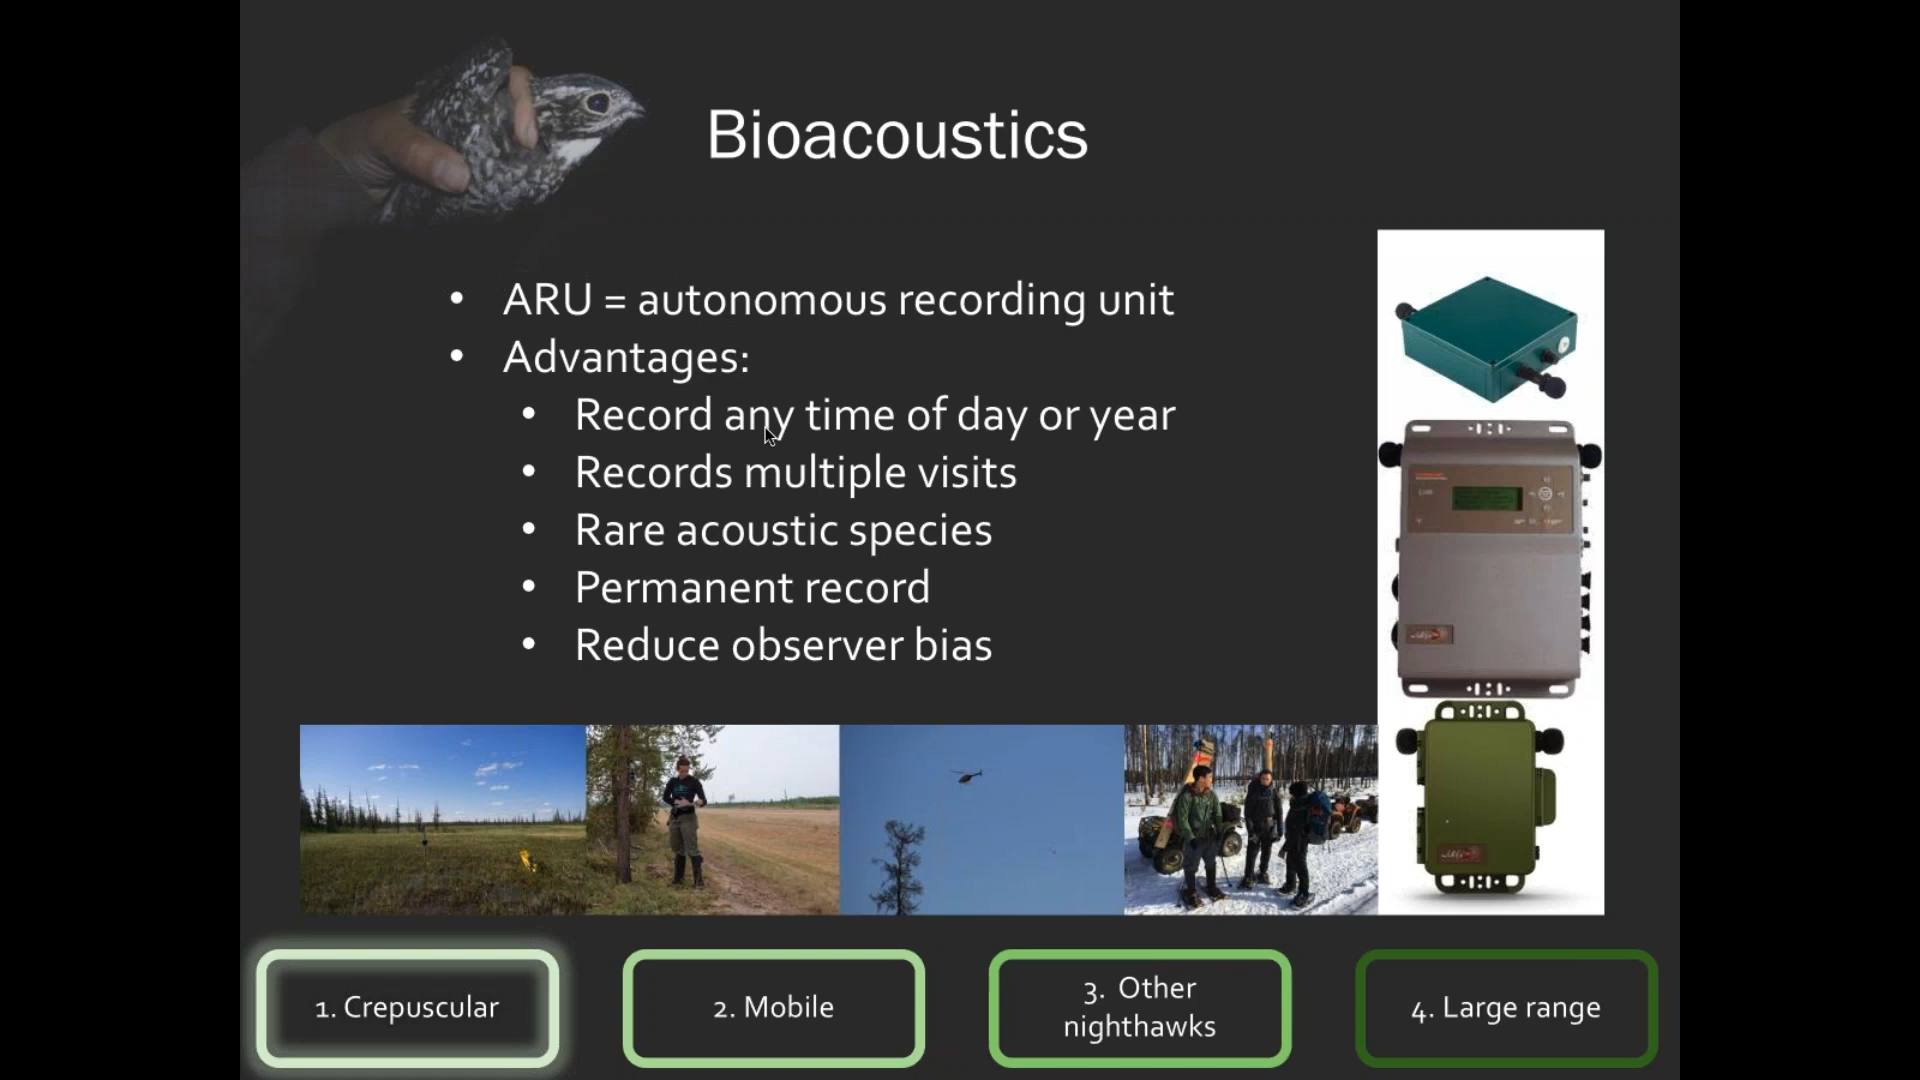 Bioacoustics
• ARU = autonomous recording unit
• Advantages:
• Record any time of day or year
• Records multiple visits
• Rare acoustic species
• Permanent record
• Reduce observer bias
1. Crepuscular
2. Mobile
3. Other
nighthawks
4. Large range